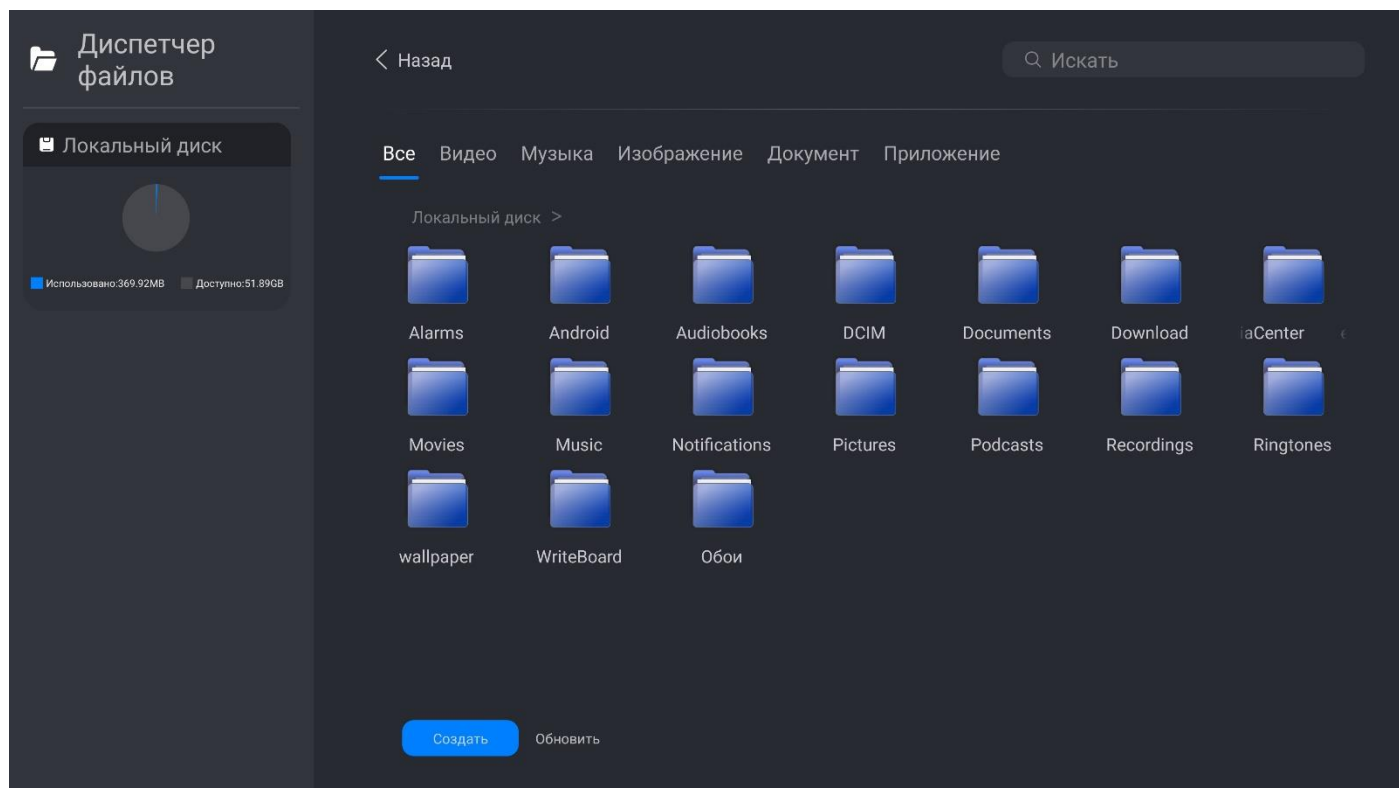 Диспетчер
файлов
Назад
Искать
Локальный диск
Использовано:369.92MB Доступно:51.89GB
Все Видео Музыка Изображение Документ Приложение
Локальный диск >
Alarms Android Audiobooks DCIM Documents Download iaCenter
Movies Music Notifications Pictures Podcasts Recordings Ringtones
wallpaper WriteBoard Обои
Создать Обновить